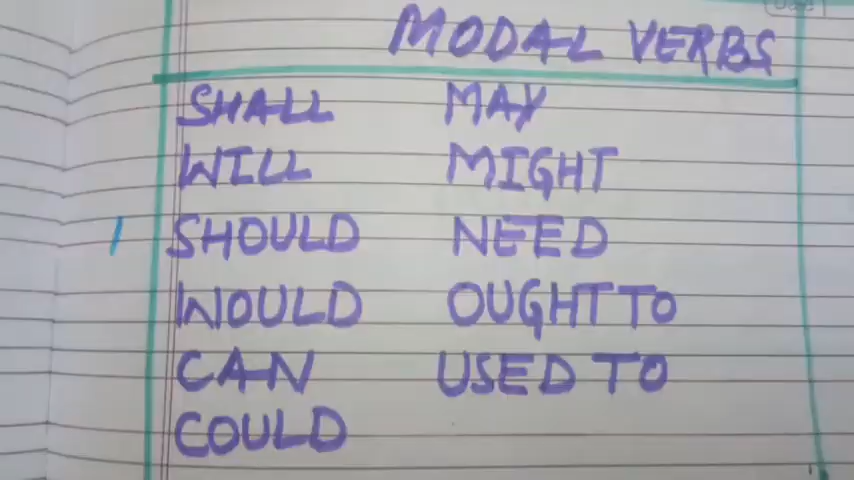 MODAL VERBS
SHALL MAY
WILL MIGHT
SHOULD NEED
WOULD OUGHT TO
CAN USED TO
COULD